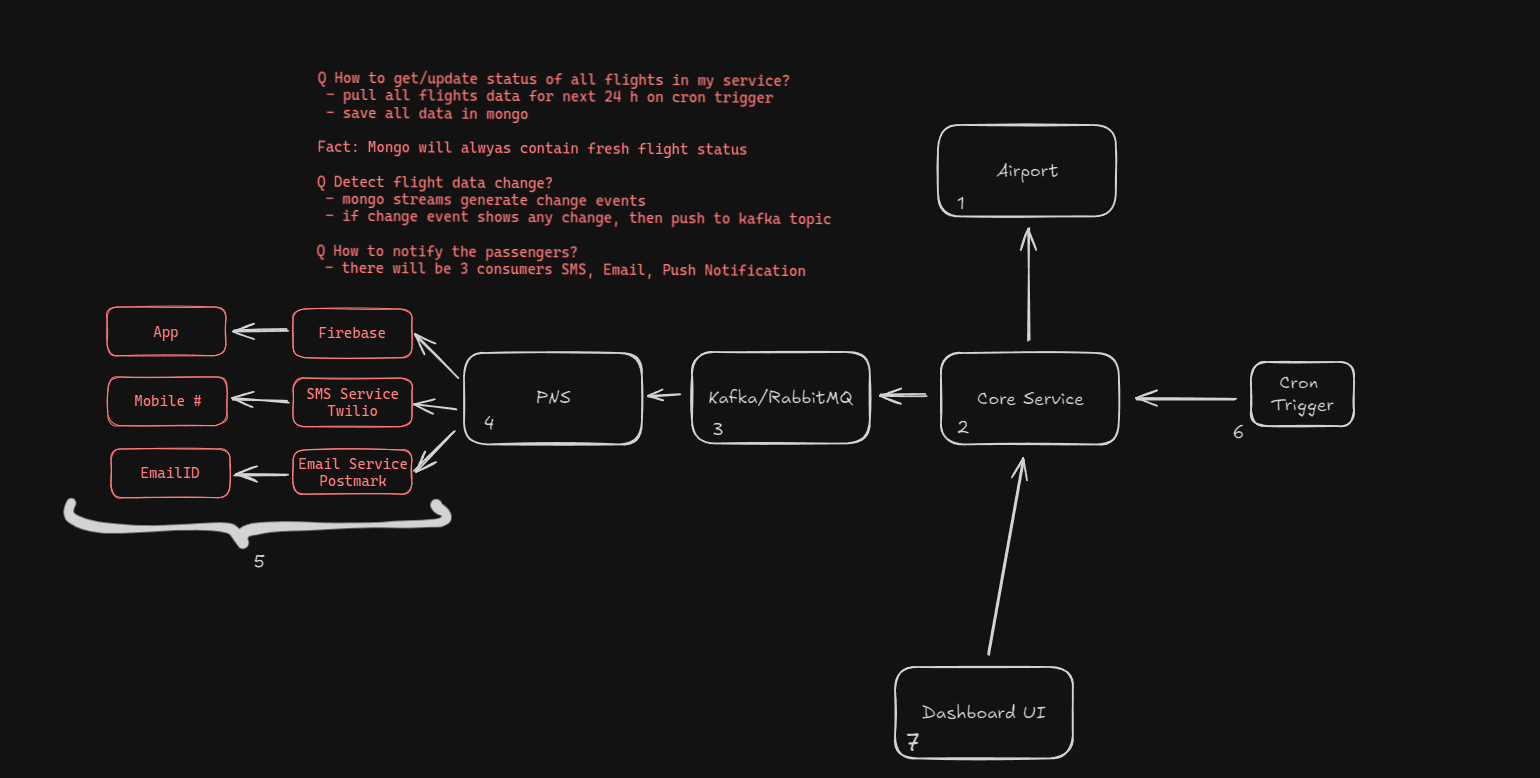 Q How to get/update status of all flights in my service?
- pull all flights data for next 24 h on cron trigger
- save all data in mongo
Fact: Mongo will alwyas contain fresh flight status
Q Detect flight data change?
- mongo streams generate change events
- if change event shows any change, then push to kafka topic
Q How to notify the passengers?
- there will be 3 consumers SMS, Email, Push Notification
Airport
1
App
Firebase
Mobile #
SMS Service
Twilio
EmailID
Email Service
Postmark
5
PNS
4
Kafka/RabbitMQ
3
Core Service
2
Cron
Trigger
6
Dashboard UI
7